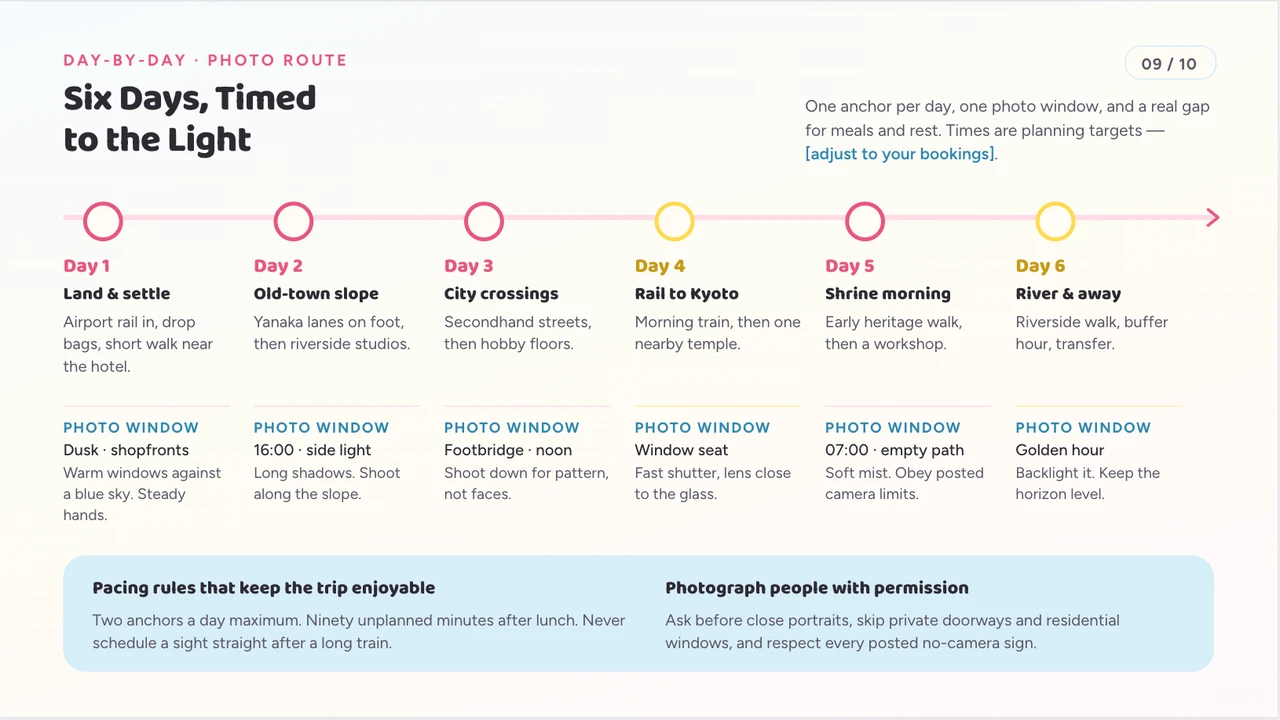 DAY-BY-DAY · PHOTO ROUTE
09 / 10
Six Days, Timed
to the Light
One anchor per day, one photo window, and a real gap
for meals and rest. Times are planning targets —
[adjust to your bookings].
Day 1
Land & settle
Airport rail in, drop
bags, short walk near
the hotel.
PHOTO WINDOW
Dusk · shopfronts
Warm windows against
a blue sky. Steady
hands.
Day 2
Old-town slope
Yanaka lanes on foot,
then riverside studios.
PHOTO WINDOW
16:00 · side light
Long shadows. Shoot
along the slope.
Day 3
City crossings
Secondhand streets,
then hobby floors.
PHOTO WINDOW
Footbridge · noon
Shoot down for pattern,
not faces.
Day 4
Rail to Kyoto
Morning train, then one
nearby temple.
PHOTO WINDOW
Window seat
Fast shutter, lens close
to the glass.
Day 5
Shrine morning
Early heritage walk,
then a workshop.
PHOTO WINDOW
07:00 · empty path
Soft mist. Obey posted
camera limits.
Day 6
River & away
Riverside walk, buffer
hour, transfer.
PHOTO WINDOW
Golden hour
Backlight it. Keep the
horizon level.
Pacing rules that keep the trip enjoyable
Two anchors a day maximum. Ninety unplanned minutes after lunch. Never
schedule a sight straight after a long train.
Photograph people with permission
Ask before close portraits, skip private doorways and residential
windows, and respect every posted no-camera sign.